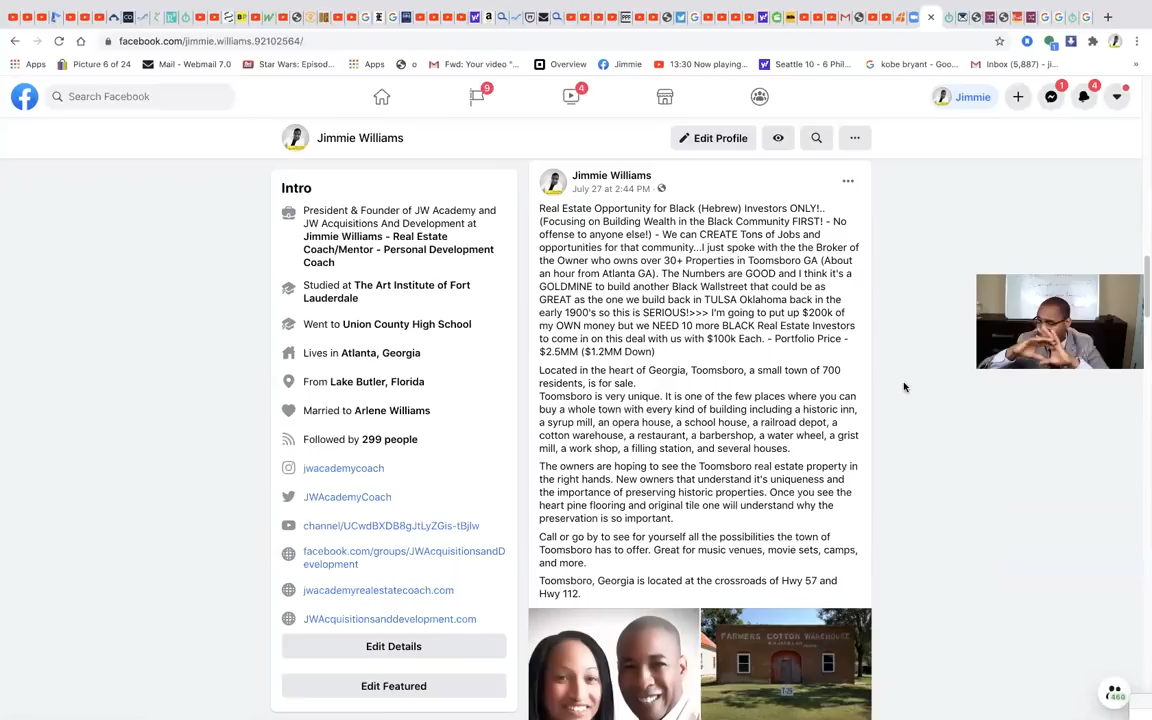 facebook.com/jimmie.williams.92102564/
Apps
Picture 6 of 24
Mail - Webmail 7.0
Star Wars: Episod...
Apps
Fwd: Your video "...
Overview
Jimmie
13:30 Now playing...
Seattle 10 - 6 Phil...
kobe bryant - Goo...
Inbox (5,887) - ji...
»
Search Facebook
9
4
Jimmie
1
4
Jimmie Williams
Edit Profile
Intro
President & Founder of JW Academy and
JW Acquisitions And Development at
Jimmie Williams - Real Estate
Coach/Mentor - Personal Development
Coach
Studied at The Art Institute of Fort
Lauderdale
Went to Union County High School
Lives in Atlanta, Georgia
From Lake Butler, Florida
Married to Arlene Williams
Followed by 299 people
jwacademycoach
JWAcademyCoach
channel/UCwdBXDB8gJtLyZGis-tBjlw
facebook.com/groups/JWAcquisitionsandD
evelopment
jwacademyrealestatecoach.com
JWAcquisitionsanddevelopment.com
Edit Details
Edit Featured
Jimmie Williams
July 27 at 2:44 PM ·
Real Estate Opportunity for Black (Hebrew) Investors ONLY!..
(Focusing on Building Wealth in the Black Community FIRST! - No
offense to anyone else!) - We can CREATE Tons of Jobs and
opportunities for that community...I just spoke with the the Broker of
the Owner who owns over 30+ Properties in Toomsboro GA (About
an hour from Atlanta GA). The Numbers are GOOD and I think it's a
GOLDMINE to build another Black Wallstreet that could be as
GREAT as the one we build back in TULSA Oklahoma back in the
early 1900's so this is SERIOUS!>>> I'm going to put up $200k of
my OWN money but we NEED 10 more BLACK Real Estate Investors
to come in on this deal with us with $100k Each. - Portfolio Price -
$2.5MM ($1.2MM Down)
Located in the heart of Georgia, Toomsboro, a small town of 700
residents, is for sale.
Toomsboro is very unique. It is one of the few places where you can
buy a whole town with every kind of building including a historic inn,
a syrup mill, an opera house, a school house, a railroad depot, a
cotton warehouse, a restaurant, a barbershop, a water wheel, a grist
mill, a work shop, a filling station, and several houses.
The owners are hoping to see the Toomsboro real estate property in
the right hands. New owners that understand it's uniqueness and
the importance of preserving historic properties. Once you see the
heart pine flooring and original tile one will understand why the
preservation is so important.
Call or go by to see for yourself all the possibilities the town of
Toomsboro has to offer. Great for music venues, movie sets, camps,
and more.
Toomsboro, Georgia is located at the crossroads of Hwy 57 and
Hwy 112.
FARMERS COTTON WAREHOUSE
460